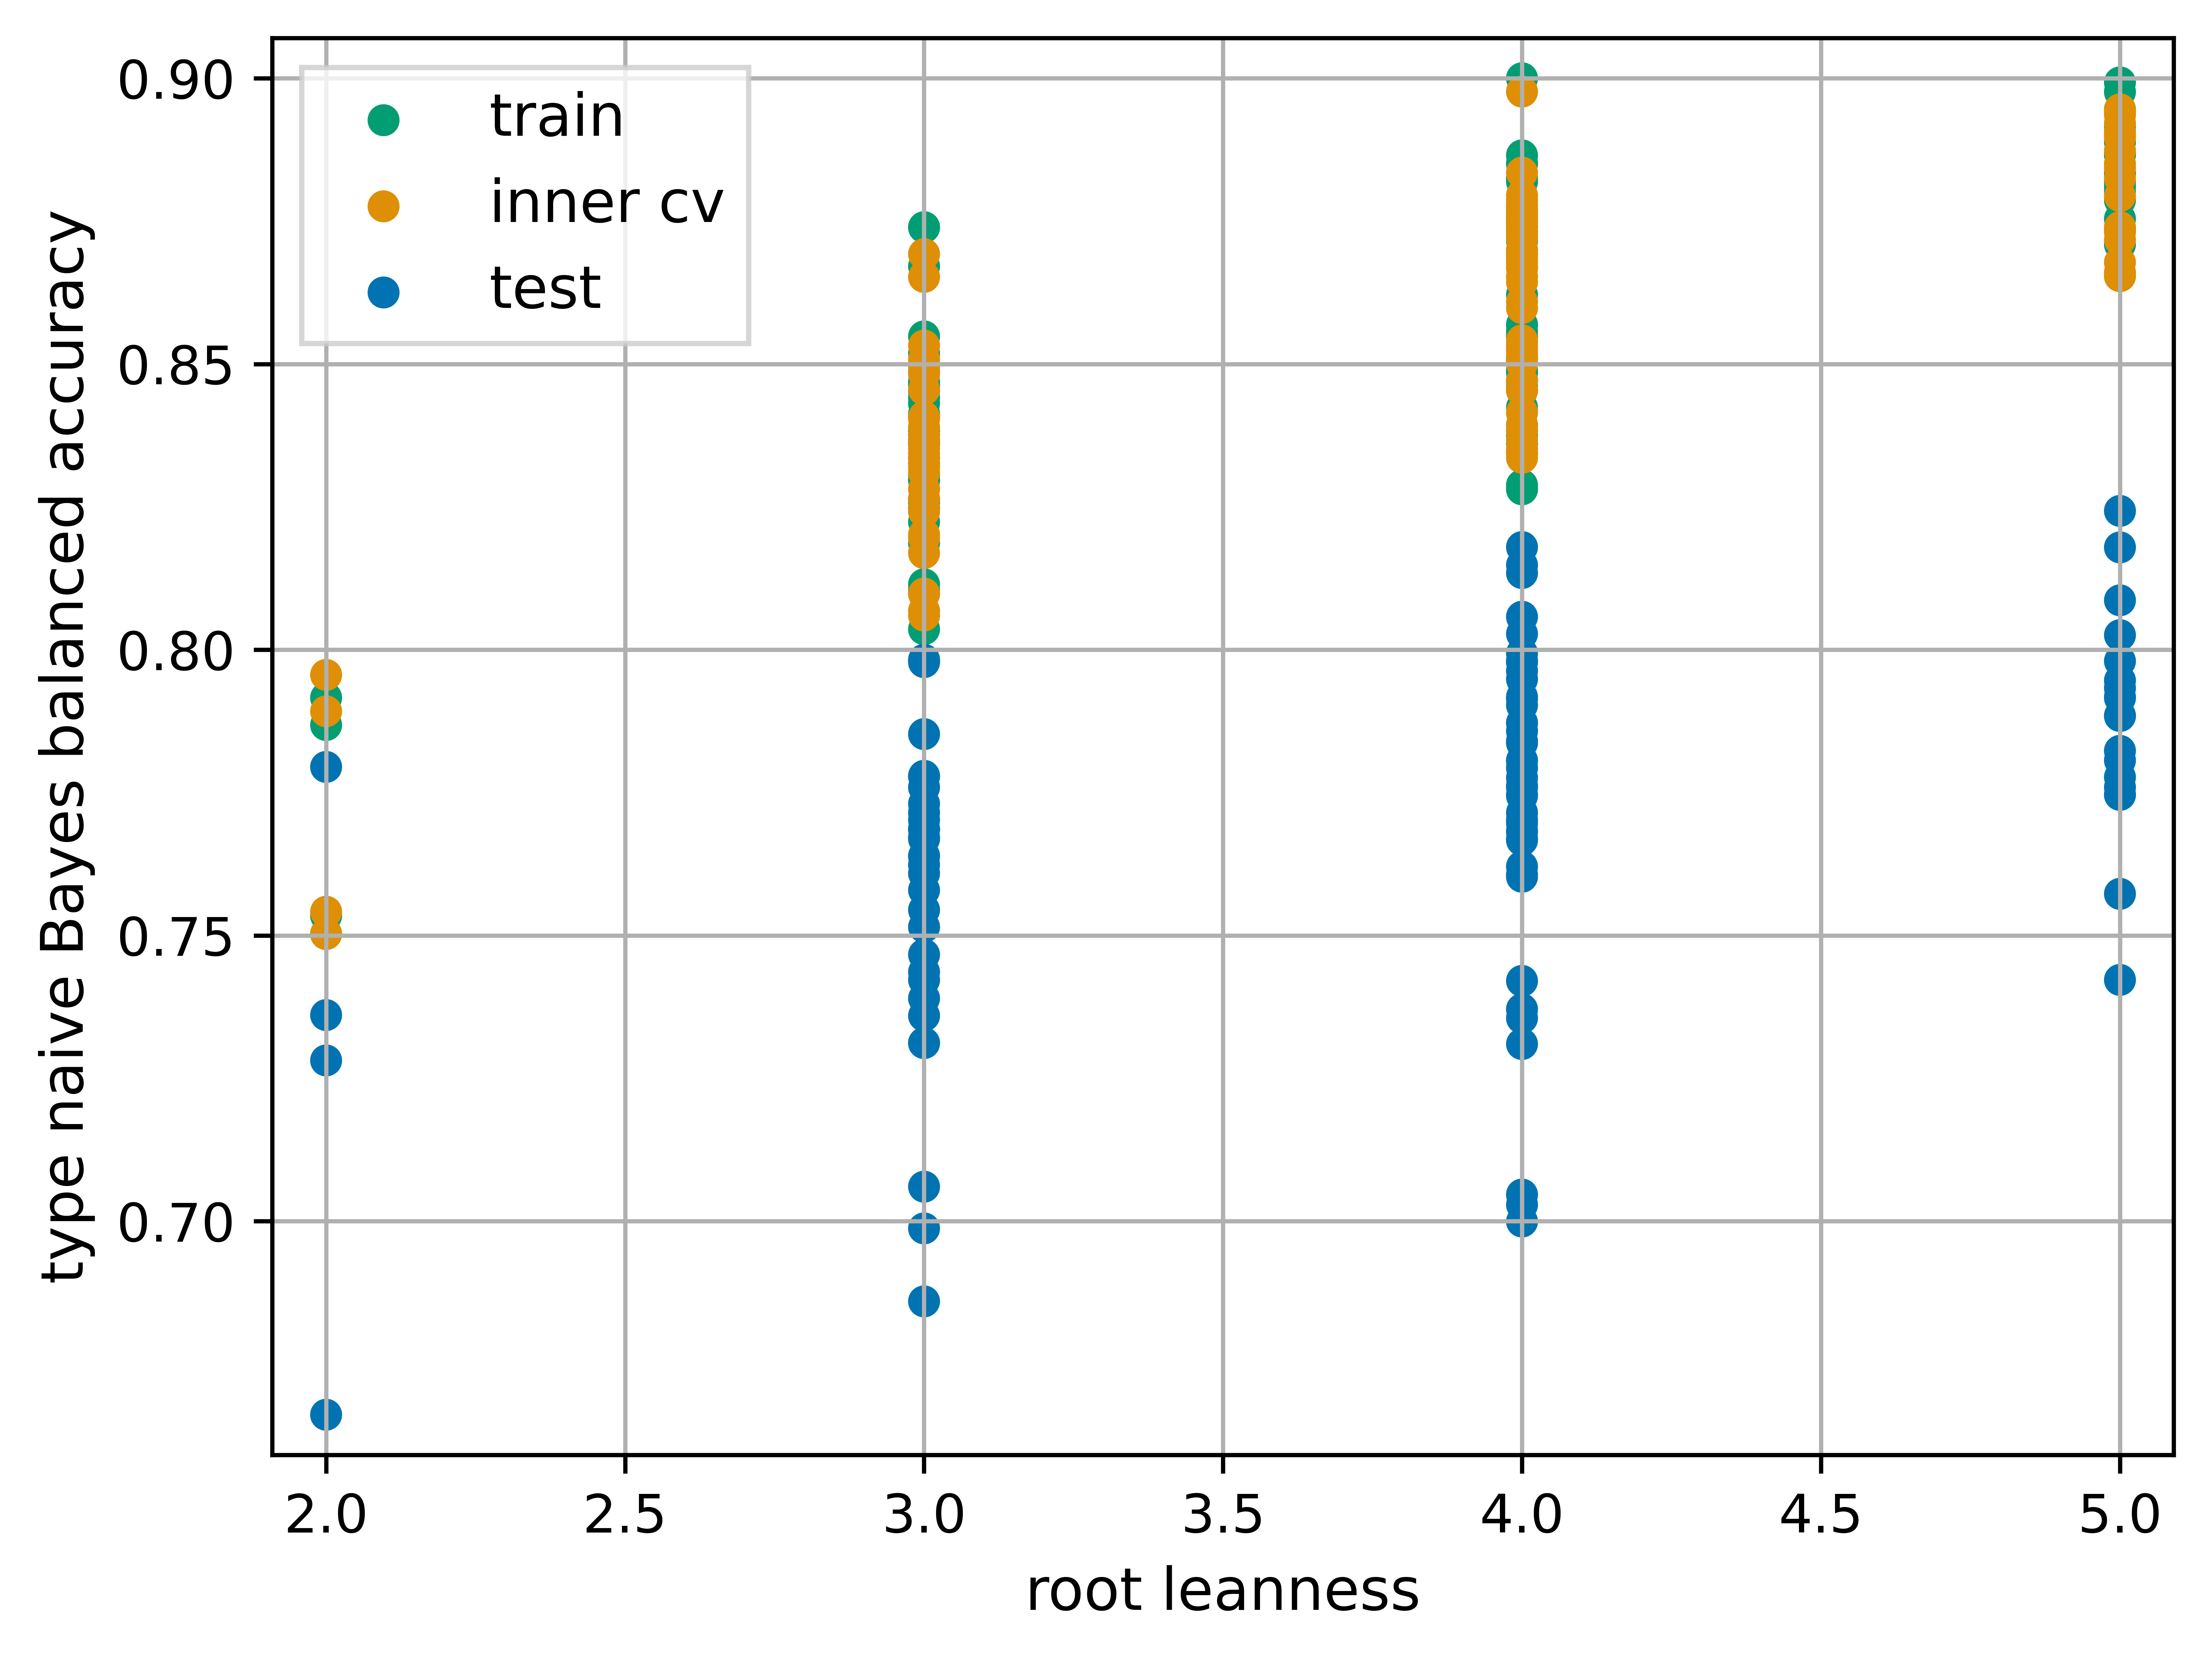 type naive Bayes balanced accuracy
0.90
0.85
0.80
0.75
0.70
train
inner cv
test
2.0 2.5 3.0 3.5 4.0 4.5 5.0
root leanness